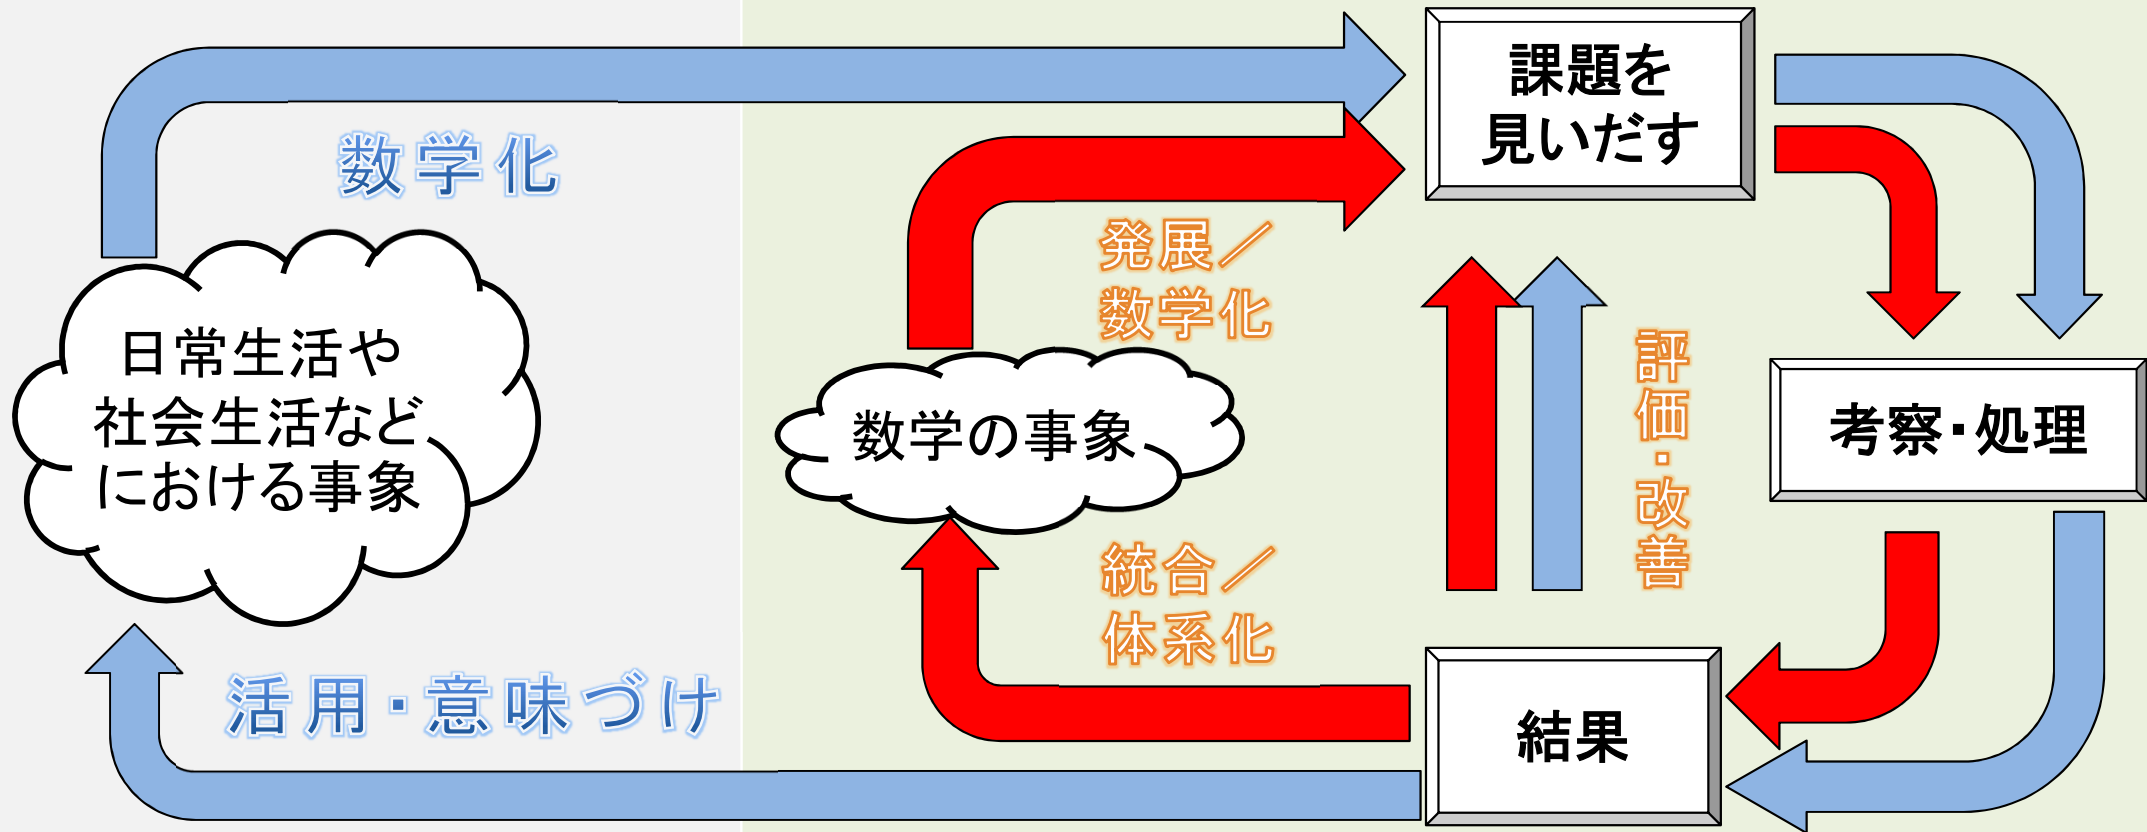 数学化
日常生活や
社会生活など
における事象
活用・意味づけ
発展／
数学化
数学の事象
統合／
体系化
課題を
見いだす
評価・改善
考察・処理
結果